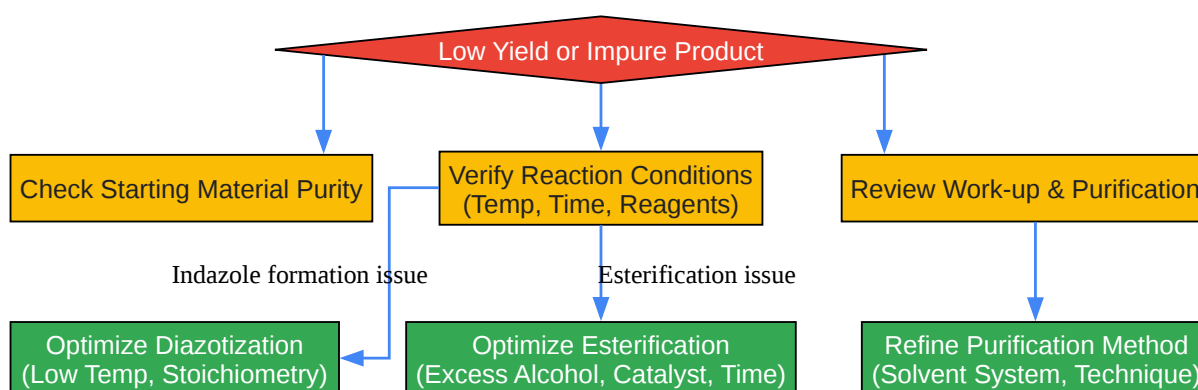 Low Yield or Impure Product
Check Starting Material Purity
Verify Reaction Conditions
(Temp, Time, Reagents)
Review Work-up & Purification
Indazole formation issue
Esterification issue
Optimize Diazotization
(Low Temp, Stoichiometry)
Optimize Esterification
(Excess Alcohol, Catalyst, Time)
Refine Purification Method
(Solvent System, Technique)